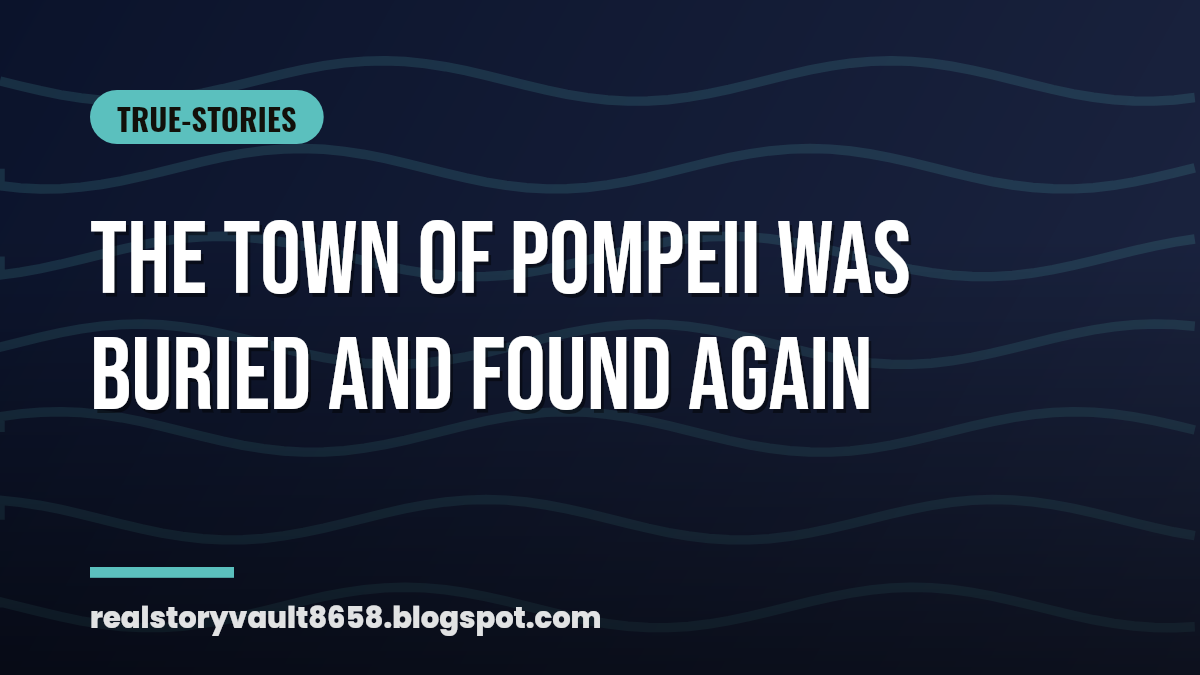 TRUE-STORIES
THE TOWN OF POMPEII WAS
BURIED AND FOUND AGAIN
realstoryvault8658.blogspot.com